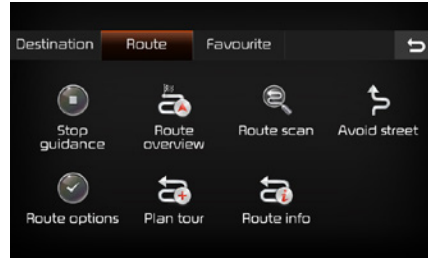 Destination Route Favourite
Stop guidance
Route overview
Route scan
Avoid street
Route options
Plan tour
Route info